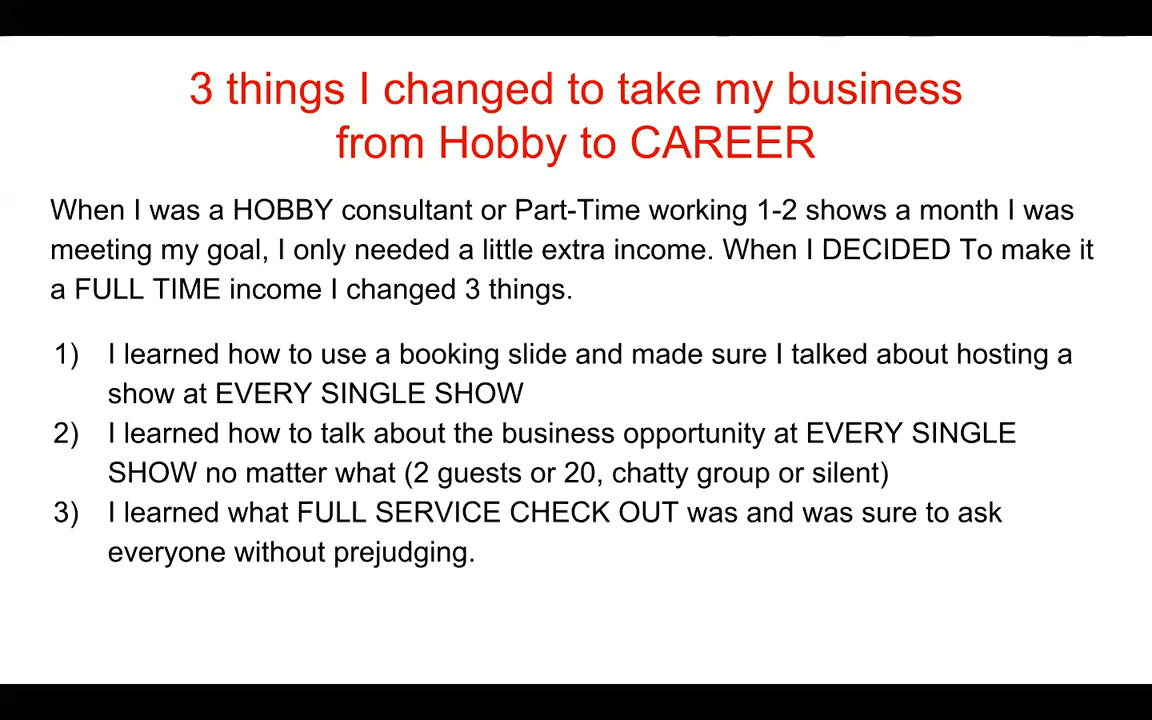 3 things I changed to take my business
from Hobby to CAREER
When I was a HOBBY consultant or Part-Time working 1-2 shows a month I was
meeting my goal, I only needed a little extra income. When I DECIDED To make it
a FULL TIME income I changed 3 things.
1) I learned how to use a booking slide and made sure I talked about hosting a
show at EVERY SINGLE SHOW
2) I learned how to talk about the business opportunity at EVERY SINGLE
SHOW no matter what (2 guests or 20, chatty group or silent)
3) I learned what FULL SERVICE CHECK OUT was and was sure to ask
everyone without prejudging.